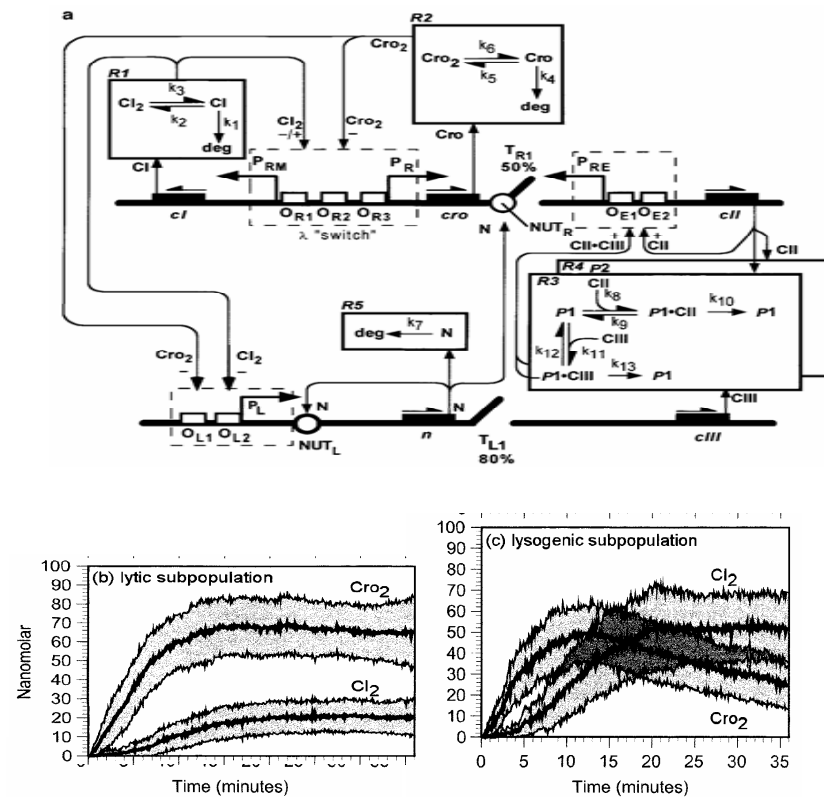 a
R2
Cro2
k6
Cro2
Cro
k5
k4
deg
R1
k3
CI2
CI
k2
k1
deg
CI2
−/+
Cro2
−
Cro
CI
PRM
PR
TR1
50%
PRE
OR1 OR2 OR3
OE1 OE2
cI
λ "switch"
cro
NUTR
cII
N
+ +
CII•CIII
CII
CII
R4 P2
R3
CII
k8
P1
P1•CII
k10
P1
k9
k12
k11
CIII
P1•CIII
k13
P1
R5
k7
deg
N
Cro2
−
CI2
−
PL
N
N
CIII
OL1 OL2
NUTL
n
TL1
80%
cIII
(b) lytic subpopulation
Cro2
CI2
100
90
80
70
60
50
40
30
20
10
0
Nanomolar
Time (minutes)
(c) lysogenic subpopulation
CI2
Cro2
100
90
80
70
60
50
40
30
20
10
0
0 5 10 15 20 25 30 35
Time (minutes)